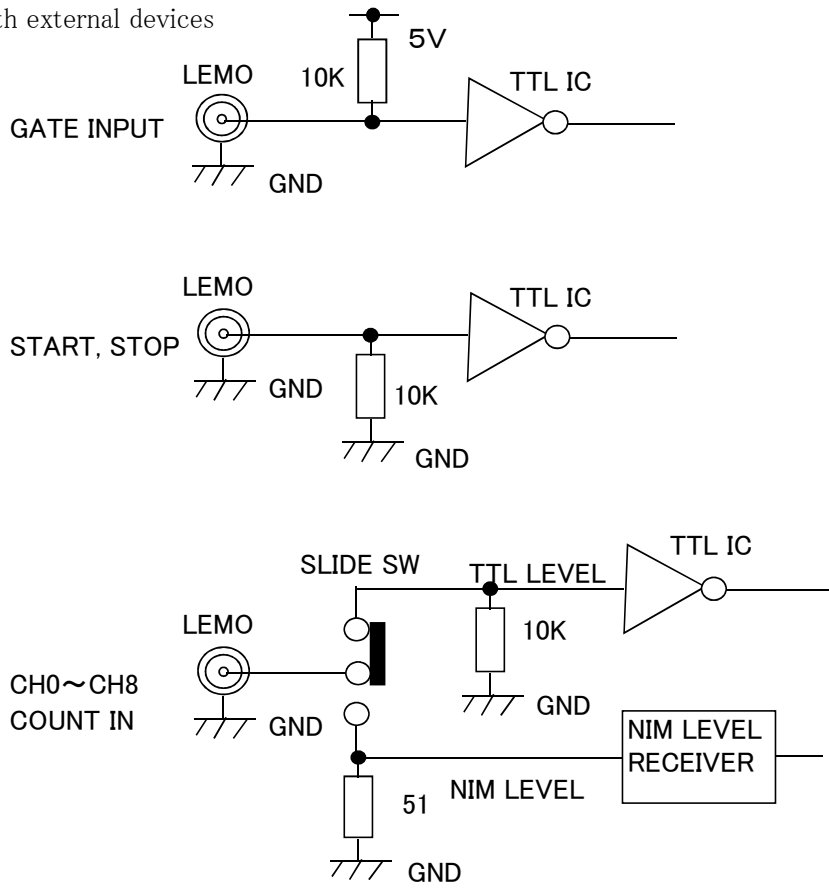 th external devices
5V
10K
LEMO
TTL IC
GATE INPUT
GND
LEMO
TTL IC
START, STOP
GND
10K
GND
TTL IC
SLIDE SW
TTL LEVEL
LEMO
10K
CH0～CH8
COUNT IN
GND
GND
NIM LEVEL
RECEIVER
51
NIM LEVEL
GND